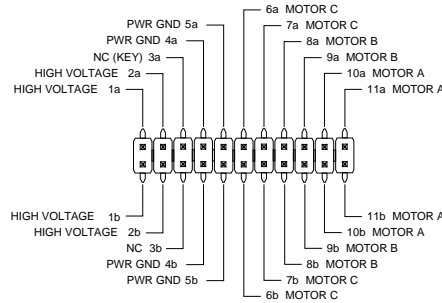 6a MOTOR C
PWR GND 5a
7a MOTOR C
PWR GND 4a
8a MOTOR B
NC (KEY) 3a
9a MOTOR B
HIGH VOLTAGE 2a
10a MOTOR A
HIGH VOLTAGE 1a
11a MOTOR A
HIGH VOLTAGE 1b
11b MOTOR A
HIGH VOLTAGE 2b
10b MOTOR A
NC 3b
9b MOTOR B
PWR GND 4b
8b MOTOR B
PWR GND 5b
7b MOTOR C
6b MOTOR C